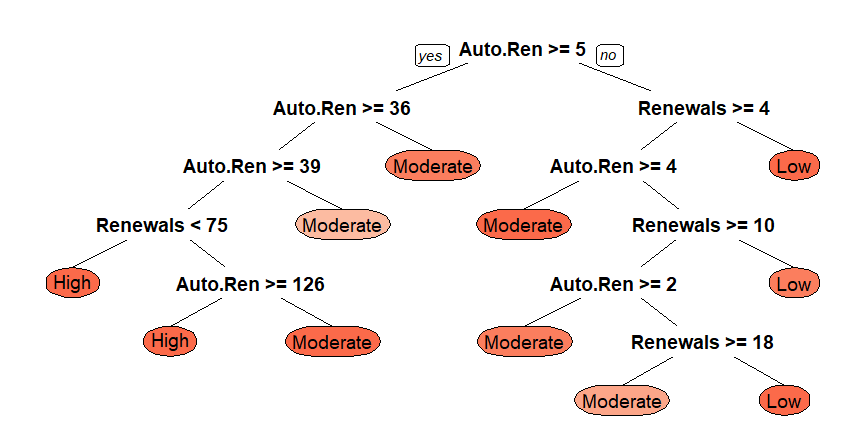 yes Auto.Ren >= 5 no
Auto.Ren >= 36 Renewals >= 4
Auto.Ren >= 39 Moderate Auto.Ren >= 4 Low
Renewals < 75 Moderate Moderate Renewals >= 10
High Auto.Ren >= 126 Auto.Ren >= 2 Low
High Moderate Moderate Renewals >= 18
Moderate Low